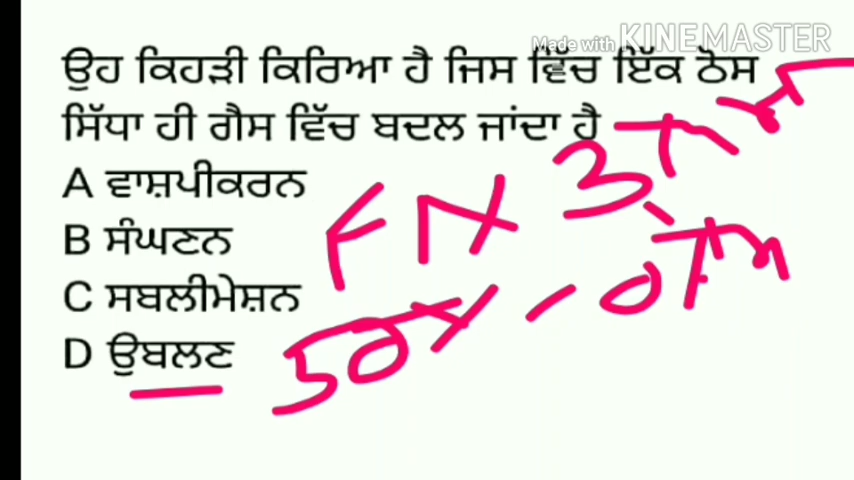 Made with KINEMASTER
ਉਹ ਕਿਹੜੀ ਕਿਰਿਆ ਹੈ ਜਿਸ ਵਿੱਚ ਇੱਕ ਠੋਸ
ਸਿੱਧਾ ਹੀ ਗੈਸ ਵਿੱਚ ਬਦਲ ਜਾਂਦਾ ਹੈ
A ਵਾਸ਼ਪੀਕਰਨ
B ਸੰਘਣਨ
C ਸਬਲੀਮੇਸ਼ਨ
D ਉਬਲਣ